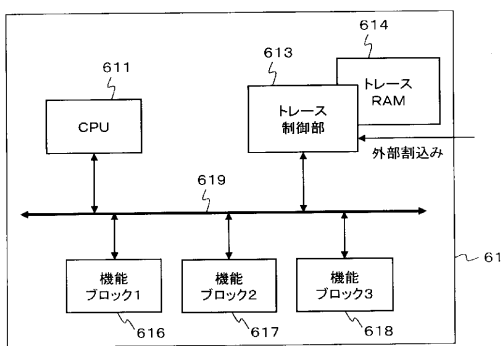 614
613
611
トレース
RAM
CPU
トレース
制御部
外部割込み
619
61
機能
ブロック1
機能
ブロック2
機能
ブロック3
616
617
618